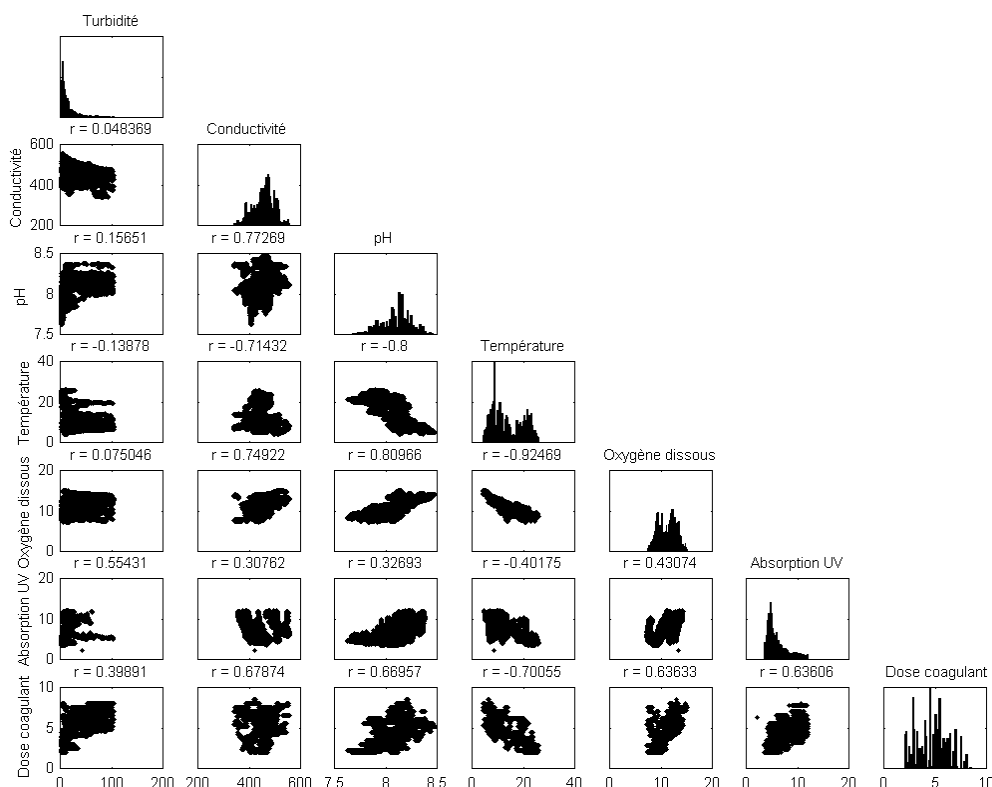 Turbidité
r = 0.048369 Conductivité
Conductivité 600 400 200
r = 0.15651 r = 0.77269 pH
pH 8.5 8 7.5
r = -0.13878 r = -0.71432 r = -0.8 Température
Température 40 20 0
r = 0.075046 r = 0.74922 r = 0.80966 r = -0.92469 Oxygène dissous
Oxygène dissous 20 10 0
r = 0.55431 r = 0.30762 r = 0.32693 r = -0.40175 r = 0.43074 Absorption UV
Absorption UV 20 10 0
r = 0.39891 r = 0.67874 r = 0.66957 r = -0.70055 r = 0.63633 r = 0.63606 Dose coagulant
Dose coagulant 10 5 0
0 100 200 200 400 600 7.5 8 8.5 0 20 40 0 10 20 0 10 20 0 5 10